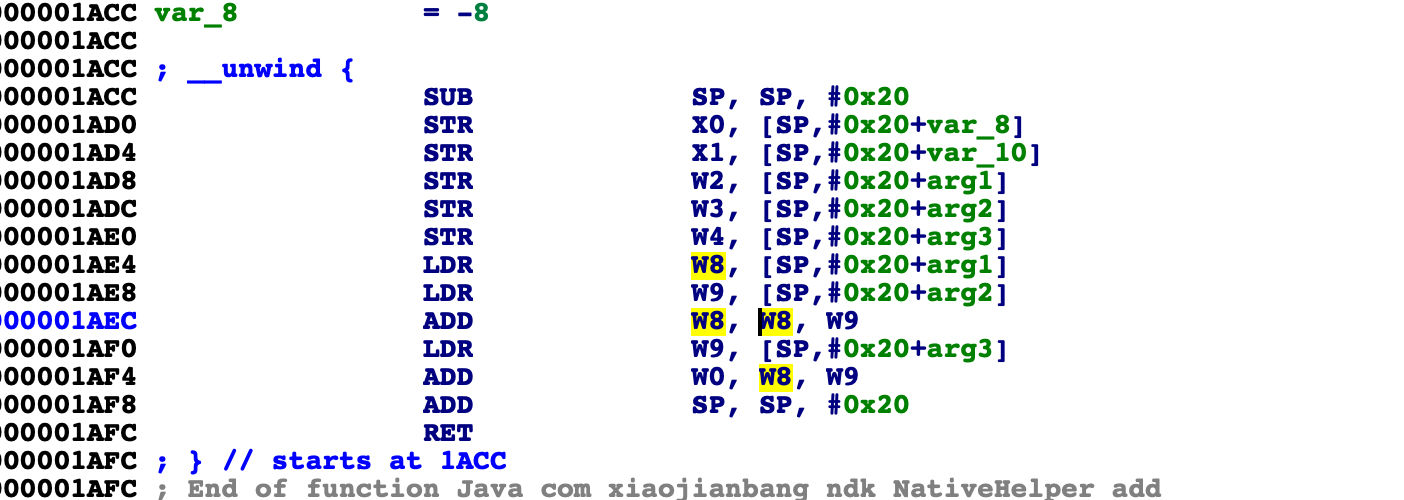 000001ACC var_8 = -8
000001ACC
000001ACC ; __unwind {
000001ACC SUB SP, SP, #0x20
000001AD0 STR X0, [SP,#0x20+var_8]
000001AD4 STR X1, [SP,#0x20+var_10]
000001AD8 STR W2, [SP,#0x20+arg1]
000001ADC STR W3, [SP,#0x20+arg2]
000001AE0 STR W4, [SP,#0x20+arg3]
000001AE4 LDR W8, [SP,#0x20+arg1]
000001AE8 LDR W9, [SP,#0x20+arg2]
000001AEC ADD W8, W8, W9
000001AF0 LDR W9, [SP,#0x20+arg3]
000001AF4 ADD W0, W8, W9
000001AF8 ADD SP, SP, #0x20
000001AFC RET
000001AFC ; } // starts at 1ACC
000001AFC ; End of function Java com xiaojianbang ndk NativeHelper add